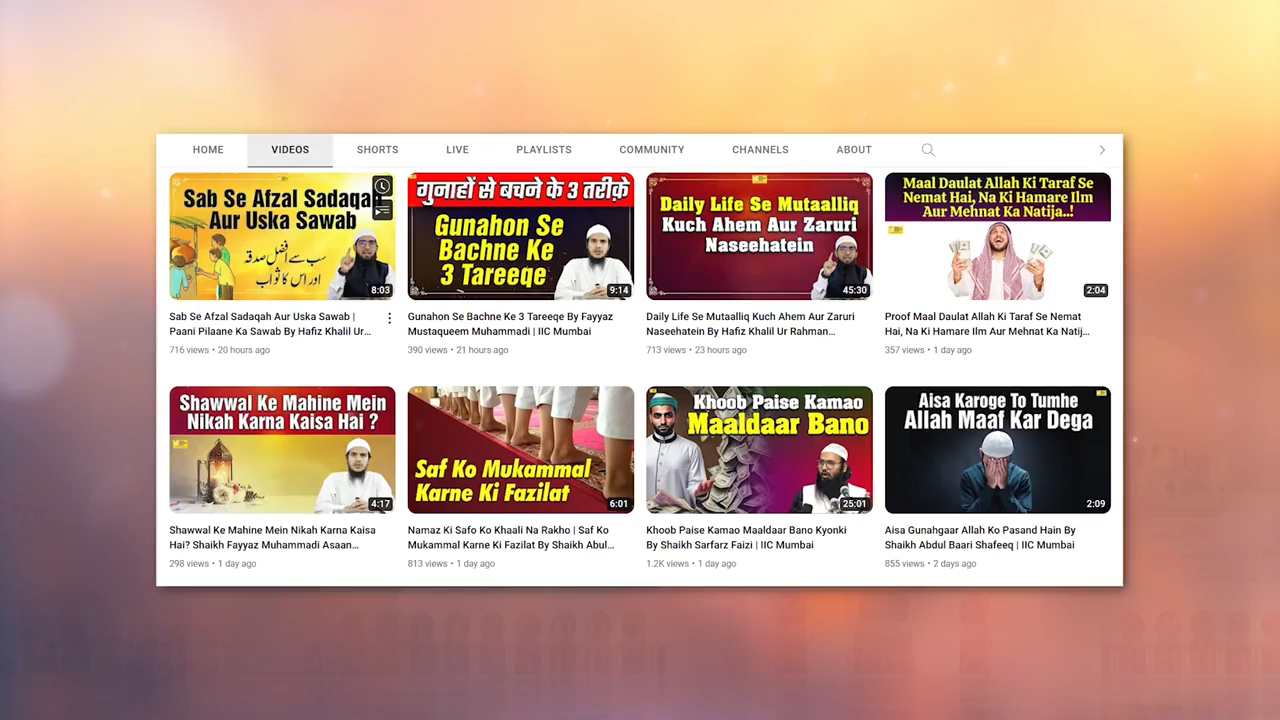 HOME
VIDEOS
SHORTS
LIVE
PLAYLISTS
COMMUNITY
CHANNELS
ABOUT
Sab Se Afzal Sadaqah
Aur Uska Sawab
سب سے افضل صدقہ
اور اس کا ثواب
8:03
Sab Se Afzal Sadaqah Aur Uska Sawab |
Paani Pilaane Ka Sawab By Hafiz Khalil Ur...
716 views • 20 hours ago
गुनाहों से बचने के 3 तरीक़े
Gunahon Se
Bachne Ke
3 Tareeqe
9:14
Gunahon Se Bachne Ke 3 Tareeqe By Fayyaz
Mustaqueem Muhammadi | IIC Mumbai
390 views • 21 hours ago
Daily Life Se Mutaalliq
Kuch Ahem Aur Zaruri
Naseehatein
45:30
Daily Life Se Mutaalliq Kuch Ahem Aur Zaruri
Naseehatein By Hafiz Khalil Ur Rahman...
713 views • 23 hours ago
Maal Daulat Allah Ki Taraf Se
Nemat Hai, Na Ki Hamare Ilm
Aur Mehnat Ka Natija..!
2:04
Proof Maal Daulat Allah Ki Taraf Se Nemat
Hai, Na Ki Hamare Ilm Aur Mehnat Ka Natij...
357 views • 1 day ago
Shawwal Ke Mahine Mein
Nikah Karna Kaisa Hai ?
4:17
Shawwal Ke Mahine Mein Nikah Karna Kaisa
Hai? Shaikh Fayyaz Muhammadi Asaan...
298 views • 1 day ago
Saf Ko Mukammal
Karne Ki Fazilat
6:01
Namaz Ki Safo Ko Khaali Na Rakho | Saf Ko
Mukammal Karne Ki Fazilat By Shaikh Abul...
813 views • 1 day ago
Khoob Paise Kamao
Maaldaar Bano
25:01
Khoob Paise Kamao Maaldaar Bano Kyonki
By Shaikh Sarfarz Faizi | IIC Mumbai
1.2K views • 1 day ago
Aisa Karoge To Tumhe
Allah Maaf Kar Dega
2:09
Aisa Gunahgaar Allah Ko Pasand Hain By
Shaikh Abdul Baari Shafeeq | IIC Mumbai
855 views • 2 days ago